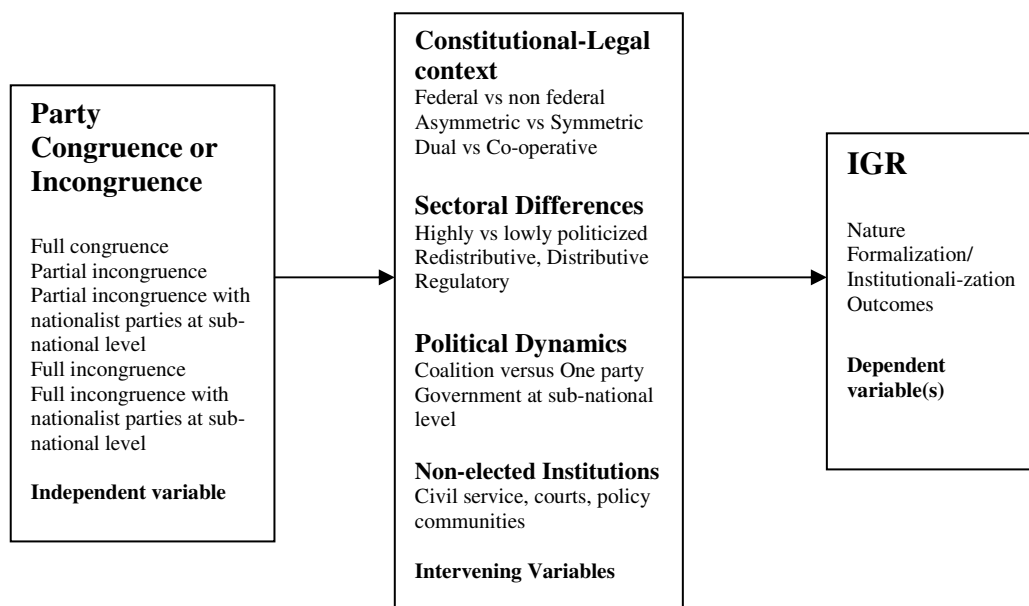 Party
Congruence or
Incongruence
Full congruence
Partial incongruence
Partial incongruence with
nationalist parties at sub-
national level
Full incongruence
Full incongruence with
nationalist parties at sub-
national level
Independent variable
Constitutional-Legal
context
Federal vs non federal
Asymmetric vs Symmetric
Dual vs Co-operative
Sectoral Differences
Highly vs lowly politicized
Redistributive, Distributive
Regulatory
Political Dynamics
Coalition versus One party
Government at sub-national
level
Non-elected Institutions
Civil service, courts, policy
communities
Intervening Variables
IGR
Nature
Formalization/
Institutionali-zation
Outcomes
Dependent
variable(s)